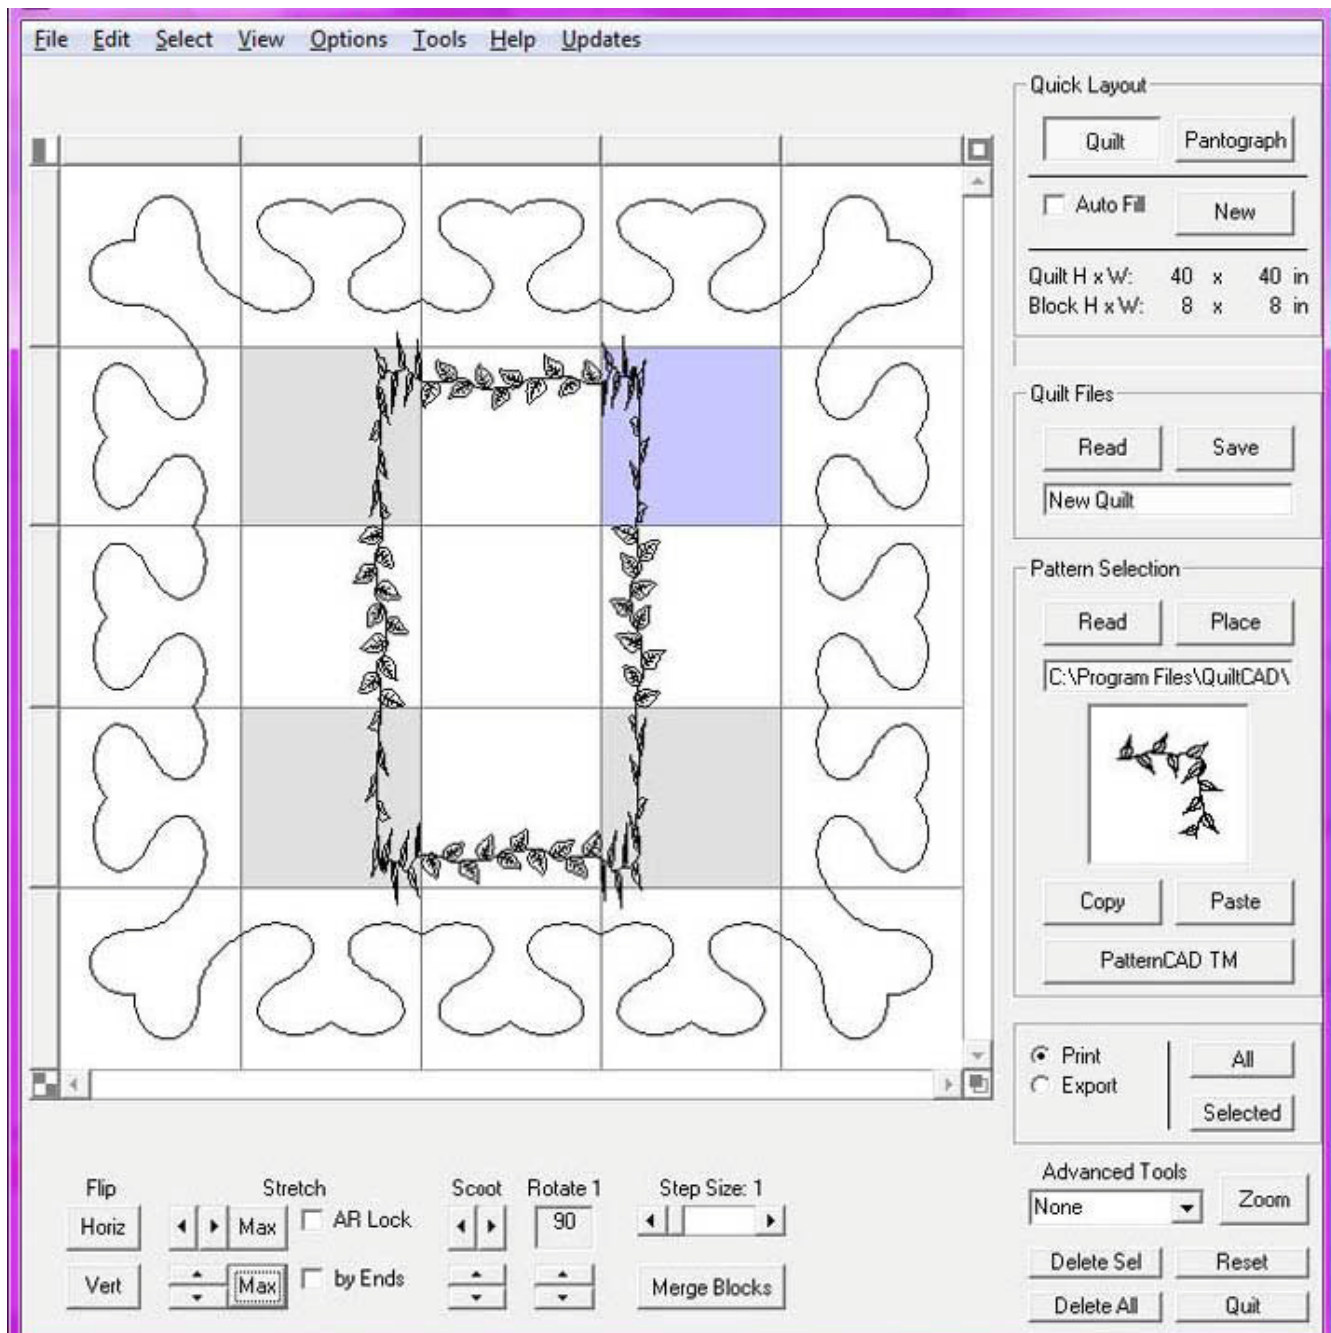 File Edit Select View Options Tools Help Updates
Quick Layout
Quilt Pantograph
Auto Fill New
Quilt H x W: 40 x 40 in
Block H x W: 8 x 8 in
Quilt Files
Read Save
New Quilt
Pattern Selection
Read Place
C:\Program Files\QuiltCAD\
Copy Paste
PatternCAD TM
Print All
Export
Selected
Advanced Tools
None Zoom
Delete Sel Reset
Delete All Quit
Flip Stretch Scoot Rotate 1 Step Size: 1
Horiz Max AR Lock 90
Vert Max by Ends Merge Blocks